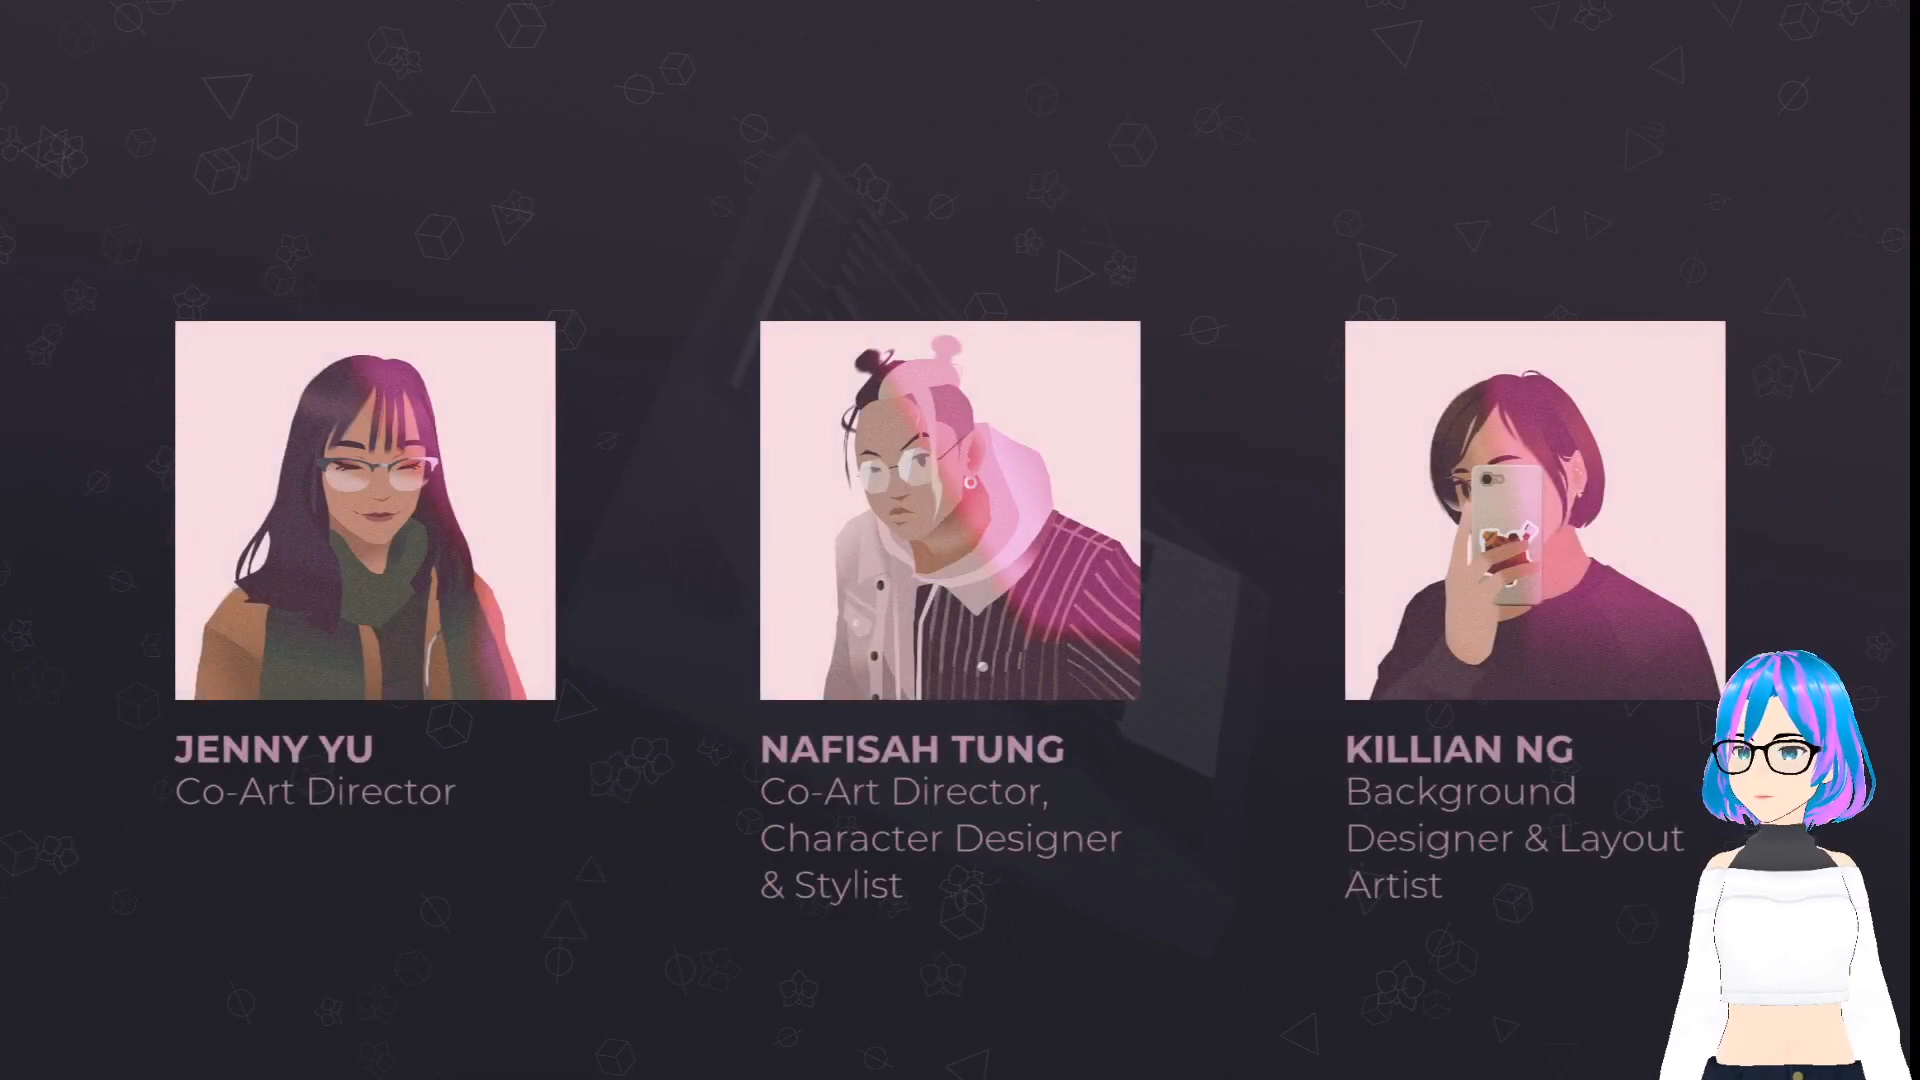 JENNY YU
Co-Art Director
NAFISAH TUNG
Co-Art Director,
Character Designer
& Stylist
KILLIAN NG
Background
Designer & Layout
Artist